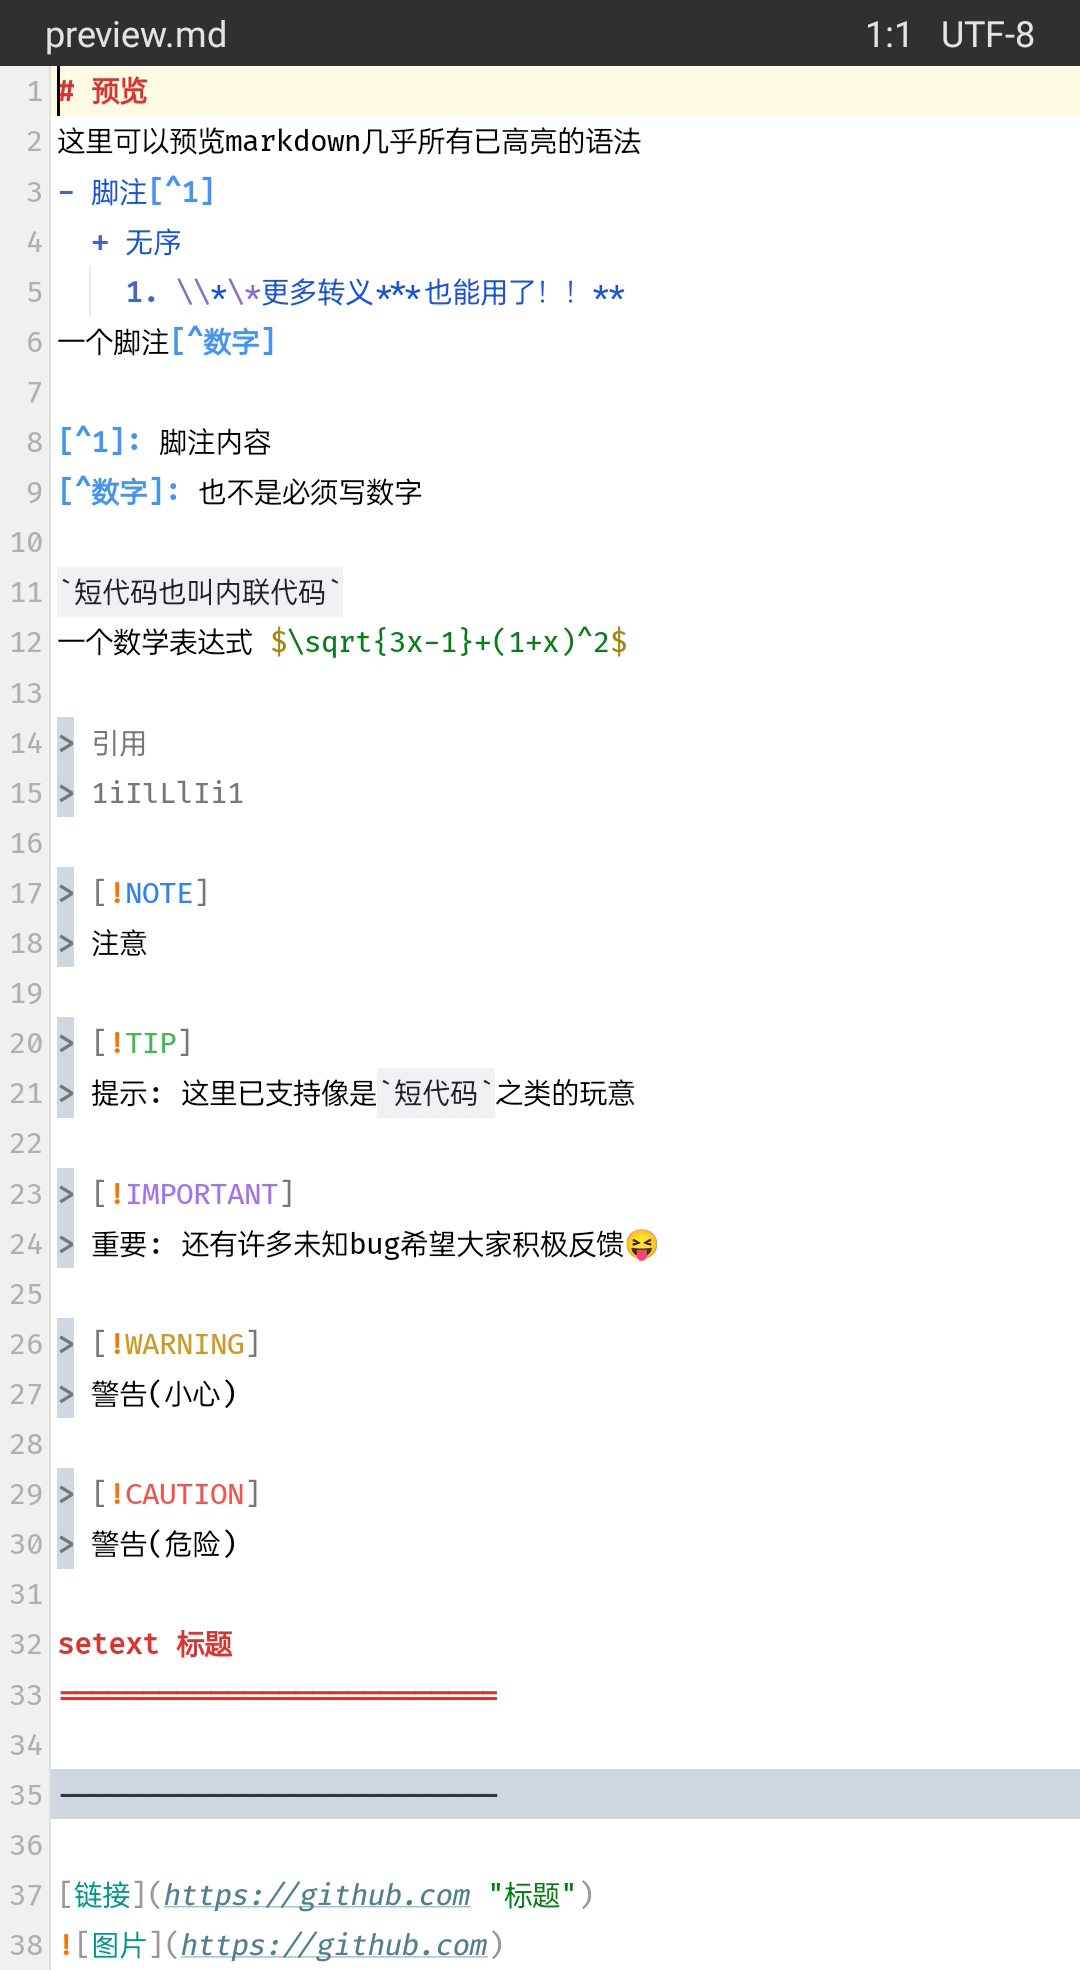 preview.md 1:1 UTF-8
1 # 预览
2 这里可以预览markdown几乎所有已高亮的语法
3 - 脚注[^1]
4   + 无序
5     1. \\*\*更多转义***也能用了！！**
6 一个脚注[^数字]
7
8 [^1]: 脚注内容
9 [^数字]: 也不是必须写数字
10
11 `短代码也叫内联代码`
12 一个数学表达式 $\sqrt{3x-1}+(1+x)^2$
13
14 > 引用
15 > 1iIlLlIi1
16
17 > [!NOTE]
18 > 注意
19
20 > [!TIP]
21 > 提示: 这里已支持像是`短代码`之类的玩意
22
23 > [!IMPORTANT]
24 > 重要: 还有许多未知bug希望大家积极反馈😝
25
26 > [!WARNING]
27 > 警告(小心)
28
29 > [!CAUTION]
30 > 警告(危险)
31
32 setext 标题
33 ==========================
34
35 --------------------------
36
37 [链接](https://github.com "标题")
38 ![图片](https://github.com)